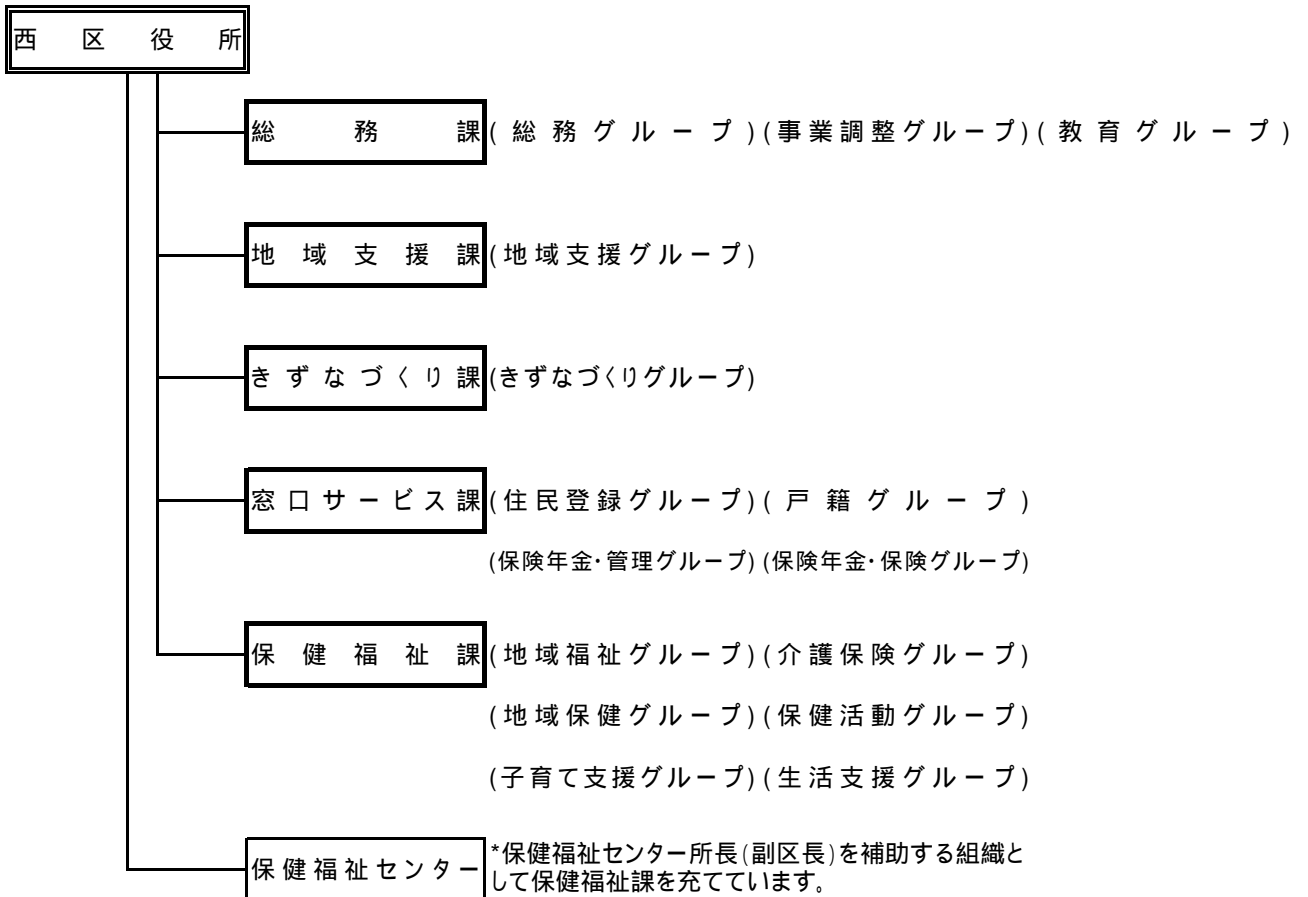 西区役所
総務課(総務グループ)(事業調整グループ)(教育グループ)
地域支援課(地域支援グループ)
きずなづくり課(きずなづくりグループ)
窓口サービス課(住民登録グループ)(戸籍グループ)
(保険年金・管理グループ)(保険年金・保険グループ)
保健福祉課(地域福祉グループ)(介護保険グループ)
(地域保健グループ)(保健活動グループ)
(子育て支援グループ)(生活支援グループ)
保健福祉センター
*保健福祉センター所長(副区長)を補助する組織と
して保健福祉課を充てています。